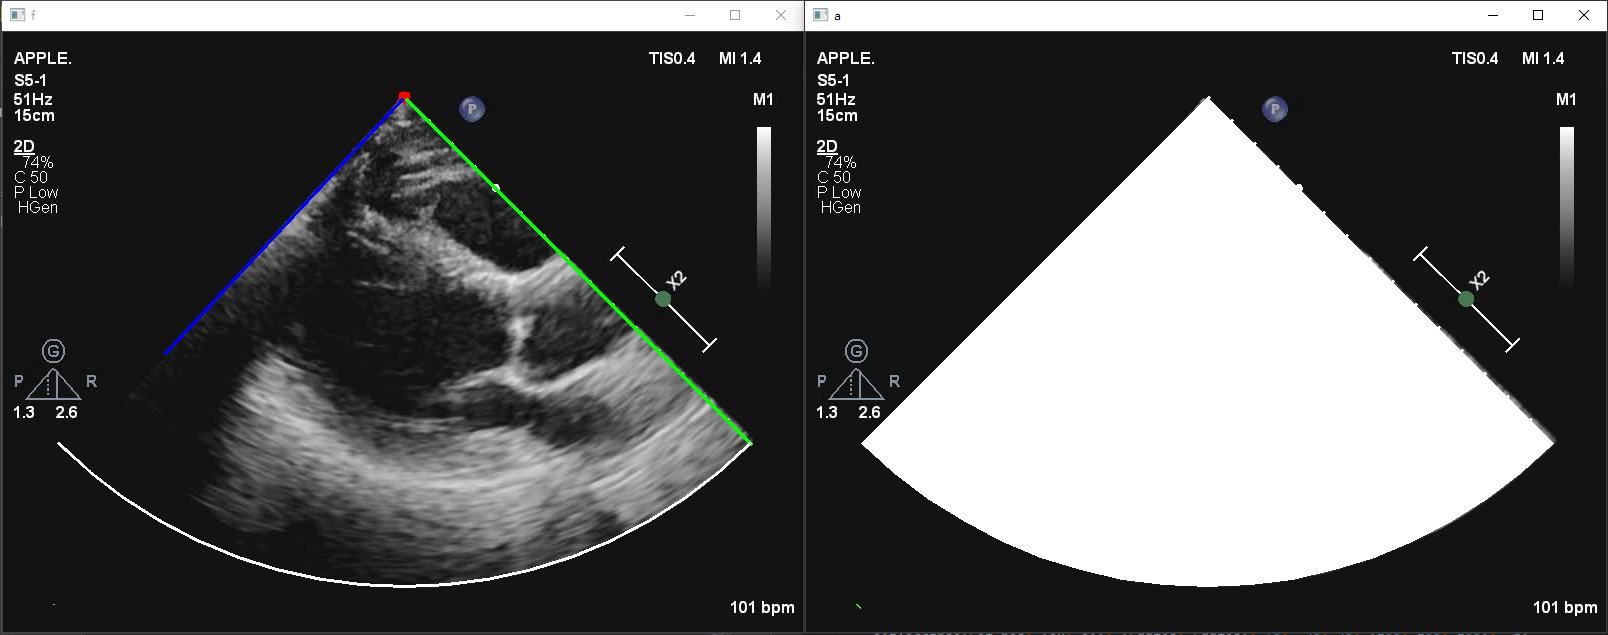 f
APPLE.
TIS0.4 MI 1.4
S5-1
51Hz
15cm
M1
P
2D
74%
C 50
P Low
HGen
X2
G
P R
1.3 2.6
101 bpm
a
APPLE.
TIS0.4 MI 1.4
S5-1
51Hz
15cm
M1
P
2D
74%
C 50
P Low
HGen
X2
G
P R
1.3 2.6
101 bpm